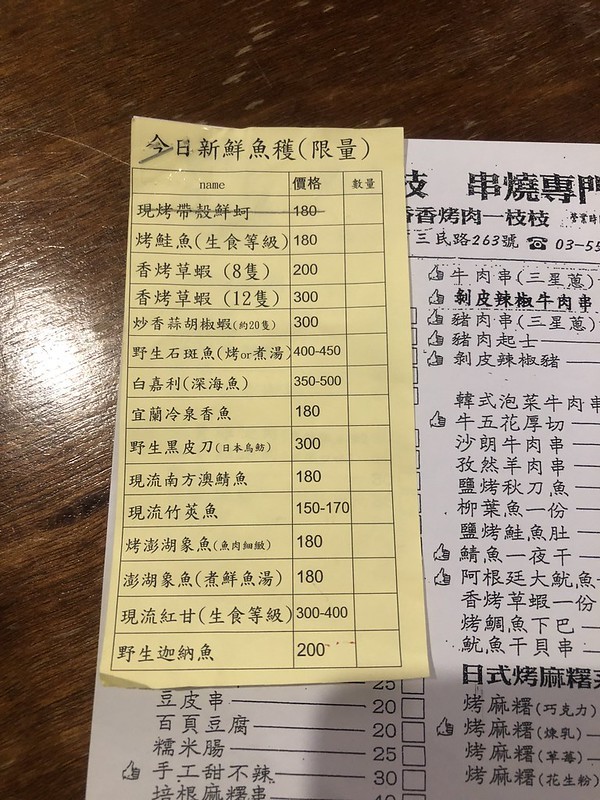 今日新鮮魚穫(限量)
name 價格 數量
現烤帶殼鮮蚵 180
烤鮭魚(生食等級) 180
香烤草蝦 (8隻) 200
香烤草蝦 (12隻) 300
炒香蒜胡椒蝦(約20隻) 300
野生石斑魚(烤or煮湯) 400-450
白嘉利(深海魚) 350-500
宜蘭冷泉香魚 180
野生黑皮刀(日本烏魴) 300
現流南方澳鯖魚 180
現流竹莢魚 150-170
烤澎湖象魚(魚肉細緻) 180
澎湖象魚(煮鮮魚湯) 180
現流紅甘(生食等級) 300-400
野生迦納魚 200
25
豆皮串 20
百頁豆腐 20
糯米腸 25
手工甜不辣 30
培根麻糬串
枝 串燒專門
香香烤肉一枝枝 營業時
三民路263號 ☎ 03-55
牛肉串(三星蔥)
剝皮辣椒牛肉串
豬肉串(三星蔥)
豬肉起士
剝皮辣椒豬
韓式泡菜牛肉串
牛五花厚切
沙朗牛肉串
孜然羊肉串
鹽烤秋刀魚
柳葉魚一份
鹽烤鮭魚肚
鯖魚一夜干
阿根廷大魷魚
香烤草蝦一份
烤鯛魚下巴
魷魚干貝串
日式烤麻糬
烤麻糬(巧克力)
烤麻糬(煉乳)
烤麻糬(草莓)
烤麻糬(花生粉)